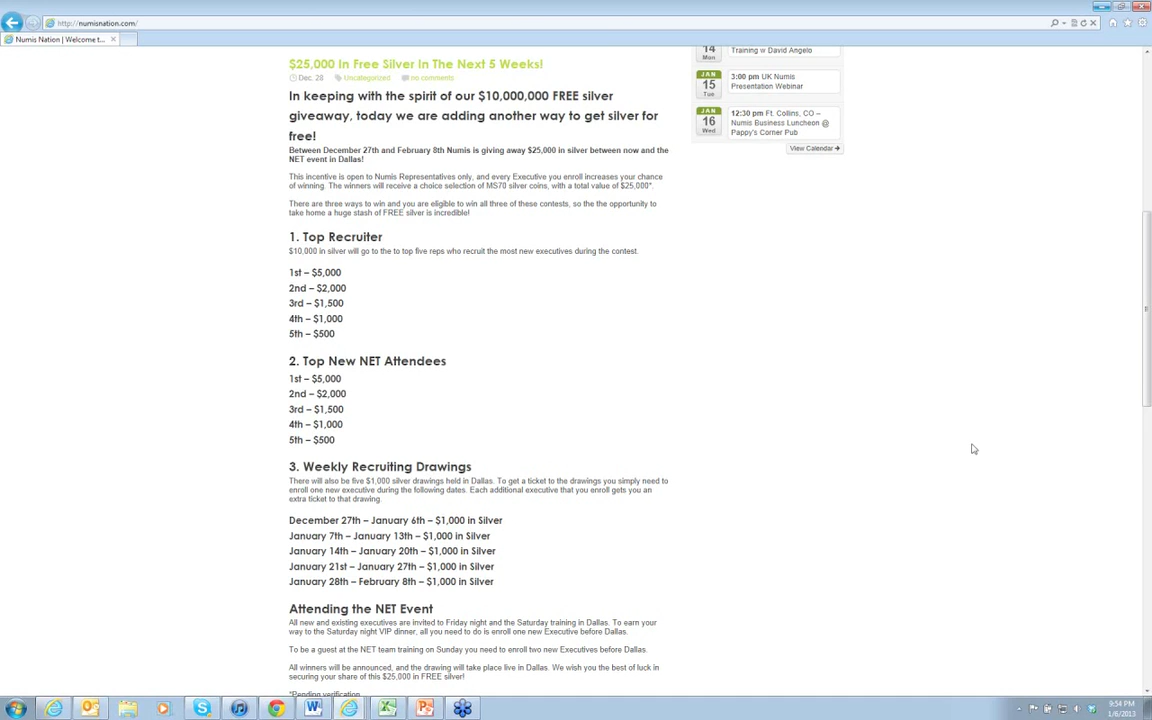 http://numisnation.com/
Numis Nation | Welcome t...
$25,000 In Free Silver In The Next 5 Weeks!
Dec. 28 Uncategorized no comments
In keeping with the spirit of our $10,000,000 FREE silver
giveaway, today we are adding another way to get silver for
free!
Between December 27th and February 8th Numis is giving away $25,000 in silver between now and the
NET event in Dallas!
This incentive is open to Numis Representatives only, and every Executive you enroll increases your chance
of winning. The winners will receive a choice selection of MS70 silver coins, with a total value of $25,000*.
There are three ways to win and you are eligible to win all three of these contests, so the the opportunity to
take home a huge stash of FREE silver is incredible!
1. Top Recruiter
$10,000 in silver will go to the to top five reps who recruit the most new executives during the contest.
1st – $5,000
2nd – $2,000
3rd – $1,500
4th – $1,000
5th – $500
2. Top New NET Attendees
1st – $5,000
2nd – $2,000
3rd – $1,500
4th – $1,000
5th – $500
3. Weekly Recruiting Drawings
There will also be five $1,000 silver drawings held in Dallas. To get a ticket to the drawings you simply need to
enroll one new executive during the following dates. Each additional executive that you enroll gets you an
extra ticket to that drawing.
December 27th – January 6th – $1,000 in Silver
January 7th – January 13th – $1,000 in Silver
January 14th – January 20th – $1,000 in Silver
January 21st – January 27th – $1,000 in Silver
January 28th – February 8th – $1,000 in Silver
Attending the NET Event
All new and existing executives are invited to Friday night and the Saturday training in Dallas. To earn your
way to the Saturday night VIP dinner, all you need to do is enroll one new Executive before Dallas.
To be a guest at the NET team training on Sunday you need to enroll two new Executives before Dallas.
All winners will be announced, and the drawing will take place live in Dallas. We wish you the best of luck in
securing your share of this $25,000 in FREE silver!
*Pending verification
14
Mon
Training w David Angelo
JAN
15
Tue
3:00 pm UK Numis
Presentation Webinar
JAN
16
Wed
12:30 pm Ft. Collins, CO –
Numis Business Luncheon @
Pappy's Corner Pub
View Calendar
9:54 PM
1/6/2013